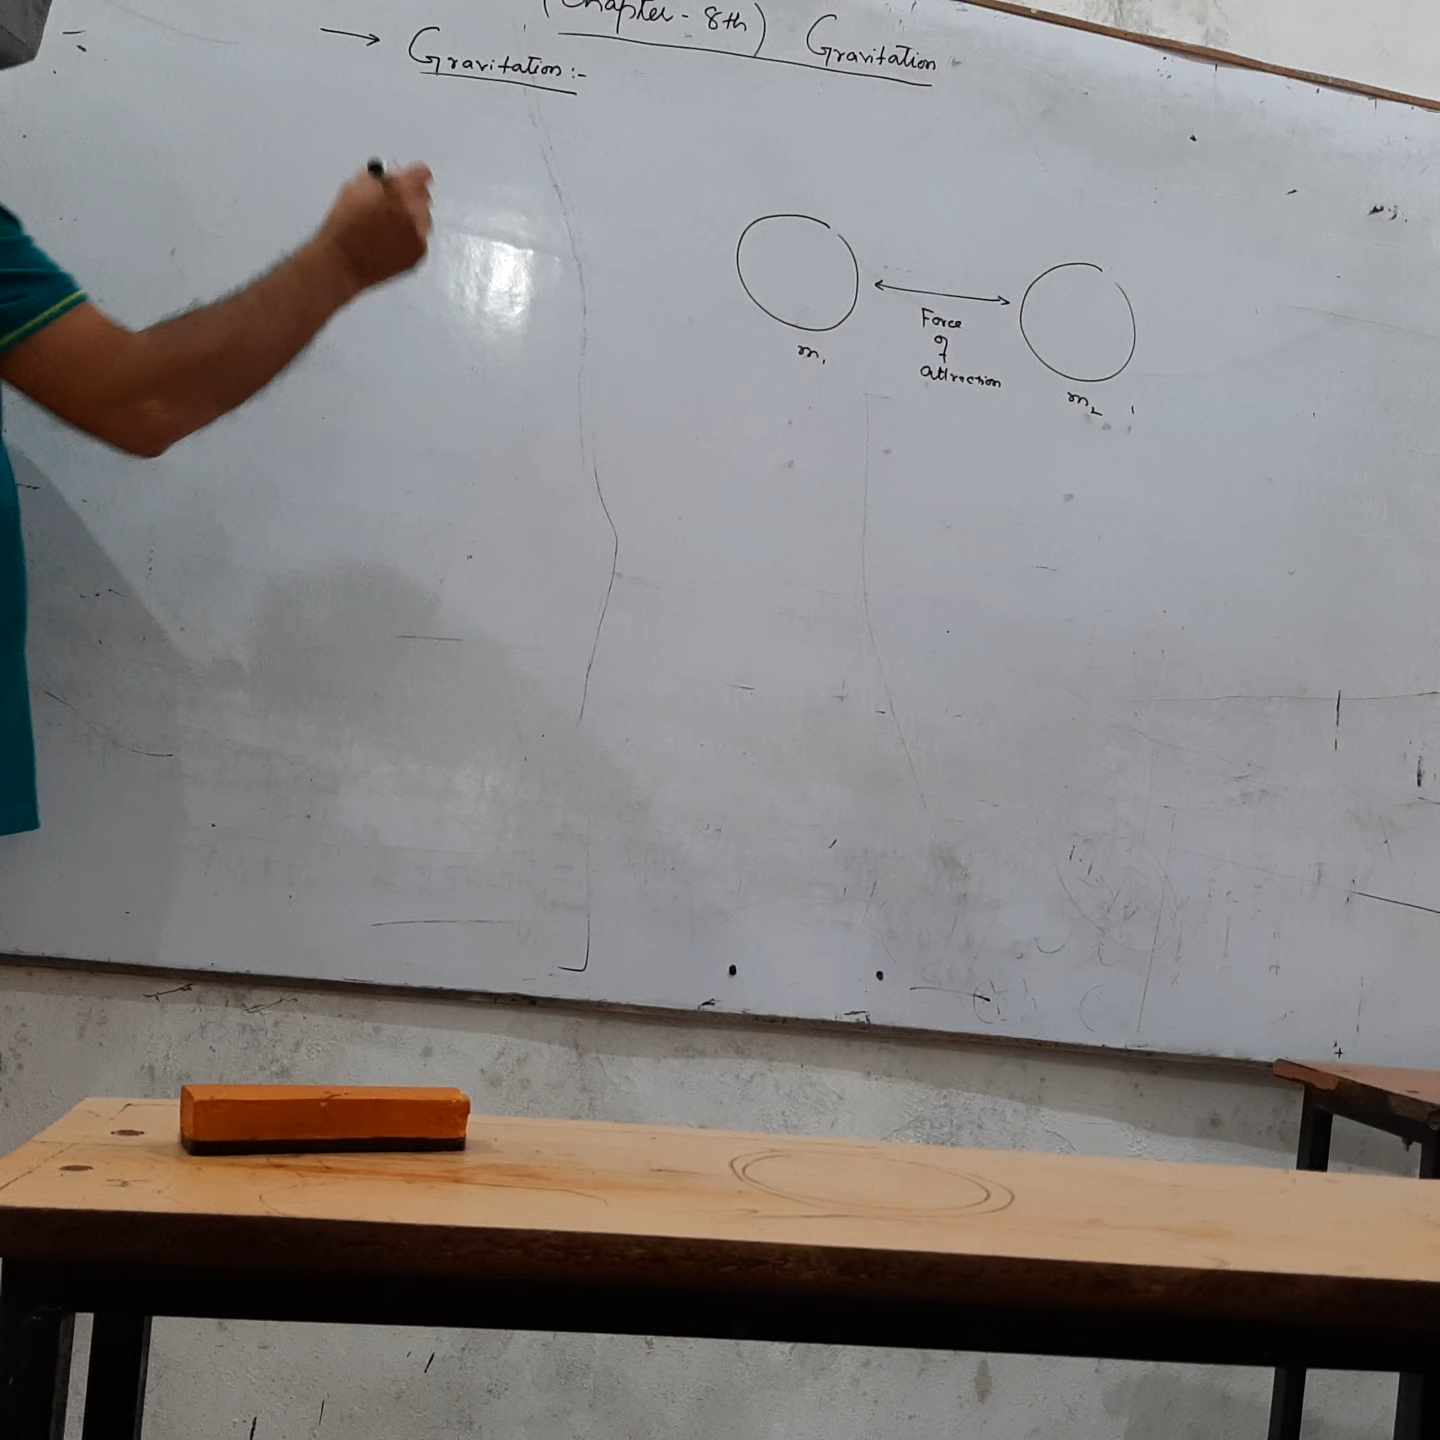 (Chapter - 8th) Gravitation
→ Gravitation :-
Force
of
attraction
m₁
m₂